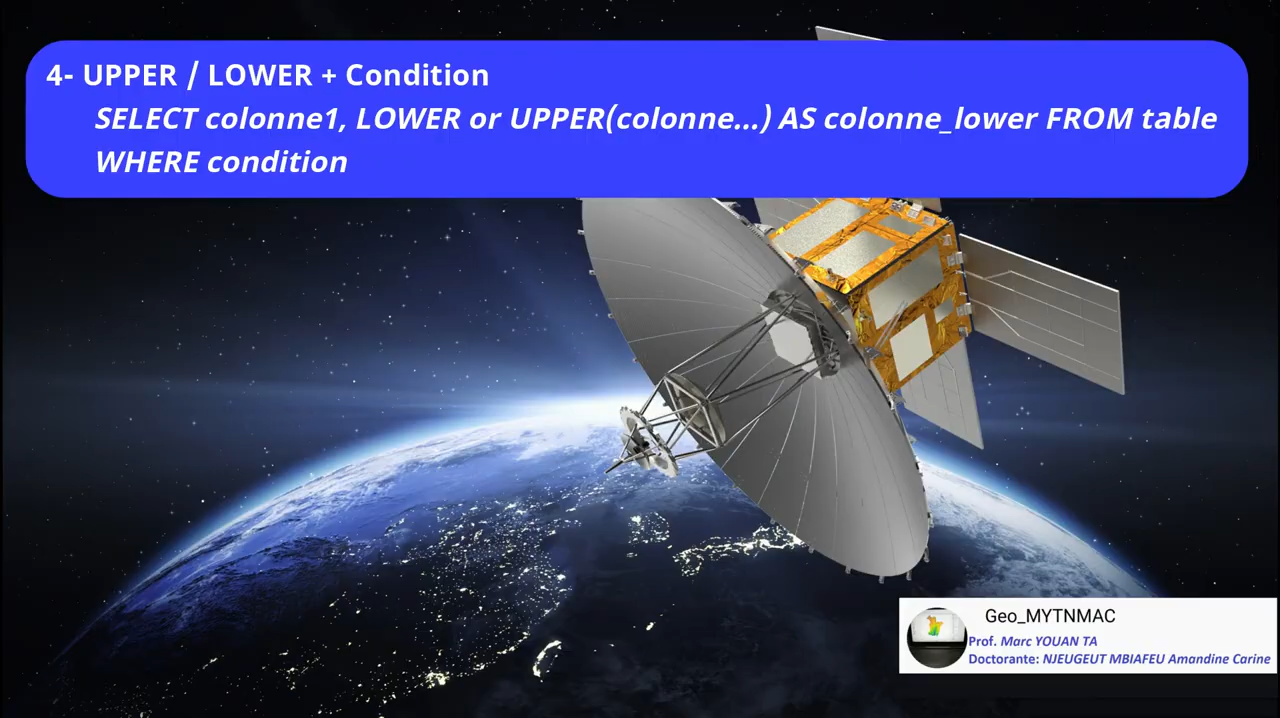 4- UPPER / LOWER + Condition
SELECT colonne1, LOWER or UPPER(colonne...) AS colonne_lower FROM table
WHERE condition
Geo_MYTNMAC
Prof. Marc YOUAN TA
Doctorante: NJEUGEUT MBIAFEU Amandine Carine